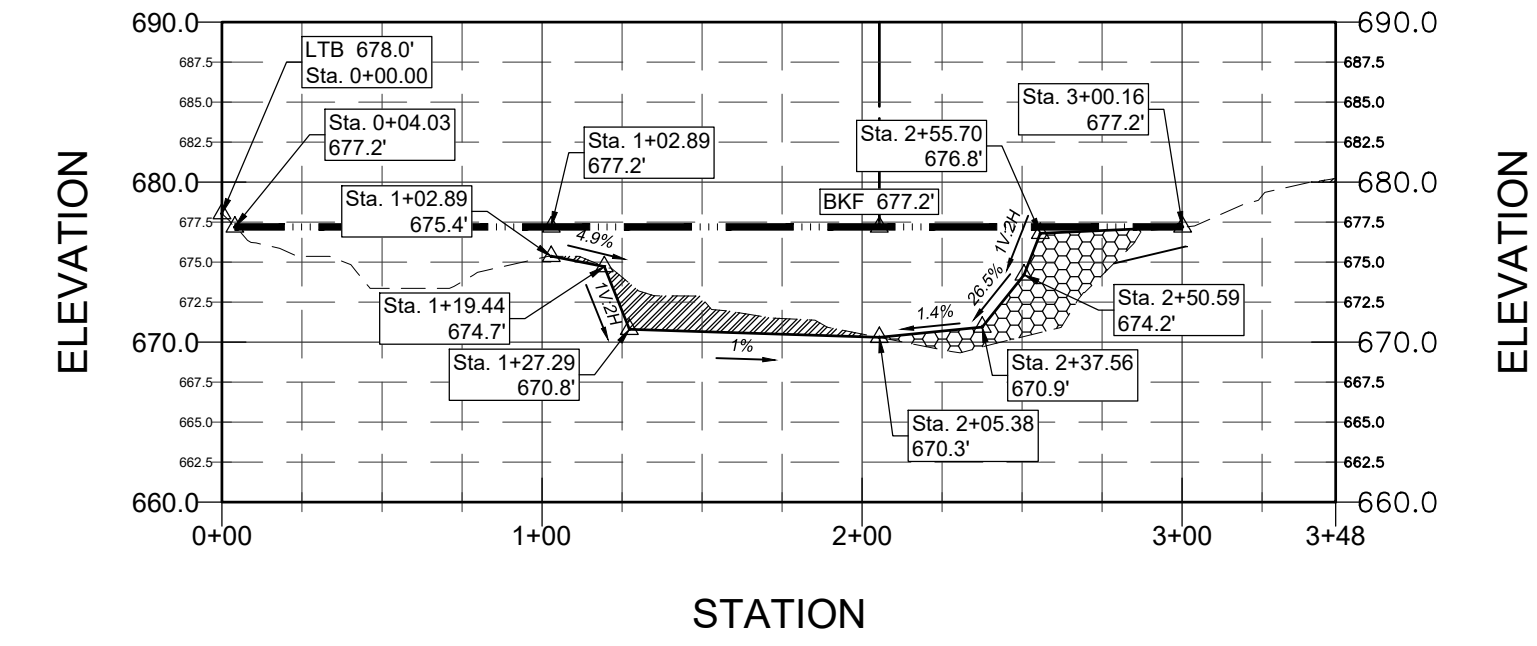 690.0
690.0
LTB 678.0'
Sta. 0+00.00
687.5
687.5
Sta. 3+00.16
677.2'
685.0
685.0
Sta. 0+04.03
677.2'
Sta. 1+02.89
677.2'
Sta. 2+55.70
676.8'
682.5
682.5
680.0
680.0
Sta. 1+02.89
675.4'
BKF 677.2'
677.5
677.5
4.9%
1V:2H
675.0
675.0
26.5%
Sta. 1+19.44
674.7'
1V:2H
1.4%
Sta. 2+50.59
674.2'
672.5
672.5
670.0
670.0
1%
Sta. 1+27.29
670.8'
Sta. 2+37.56
670.9'
667.5
667.5
Sta. 2+05.38
670.3'
665.0
665.0
662.5
662.5
660.0
660.0
0+00
1+00
2+00
3+00
3+48
ELEVATION
ELEVATION
STATION